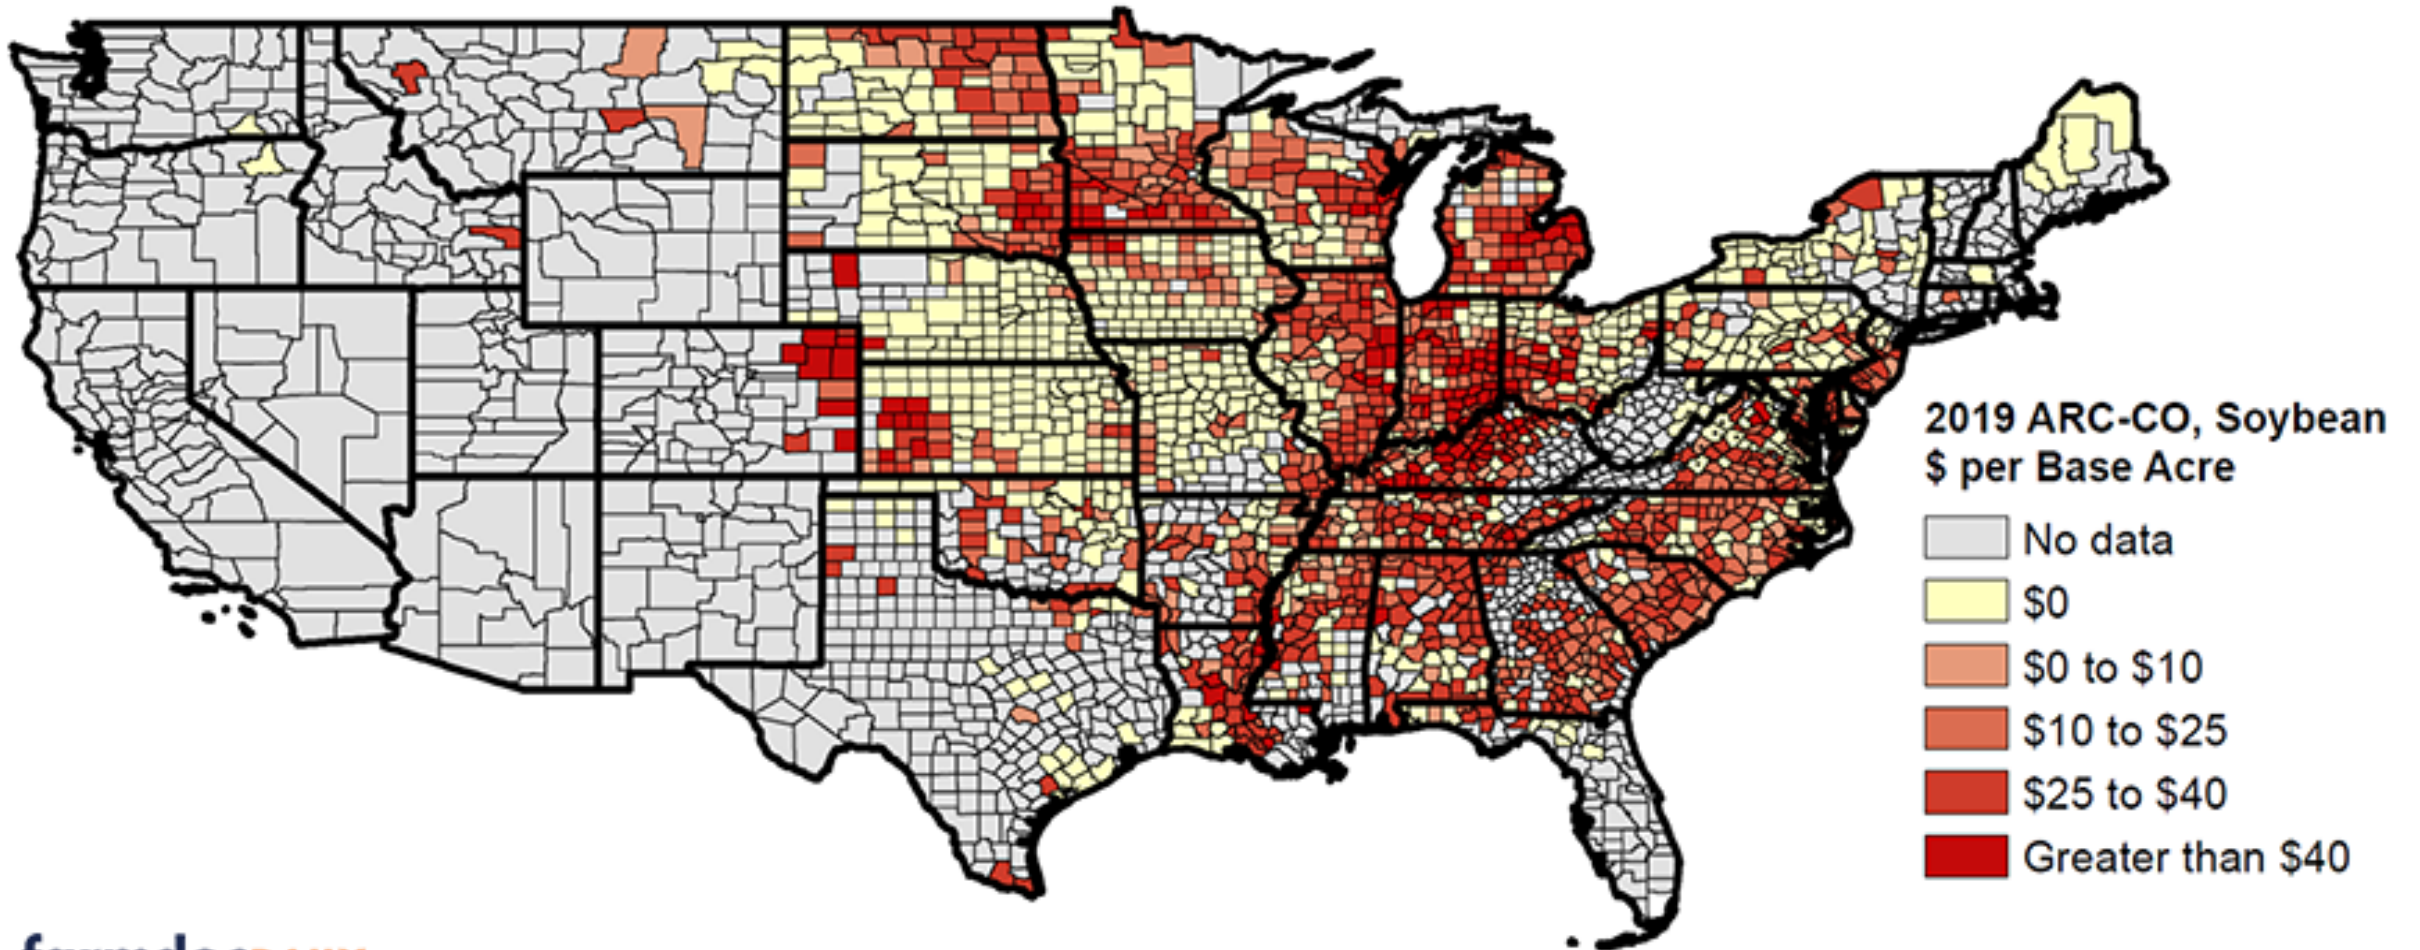 2019 ARC-CO, Soybean
$ per Base Acre
No data
$0
$0 to $10
$10 to $25
$25 to $40
Greater than $40